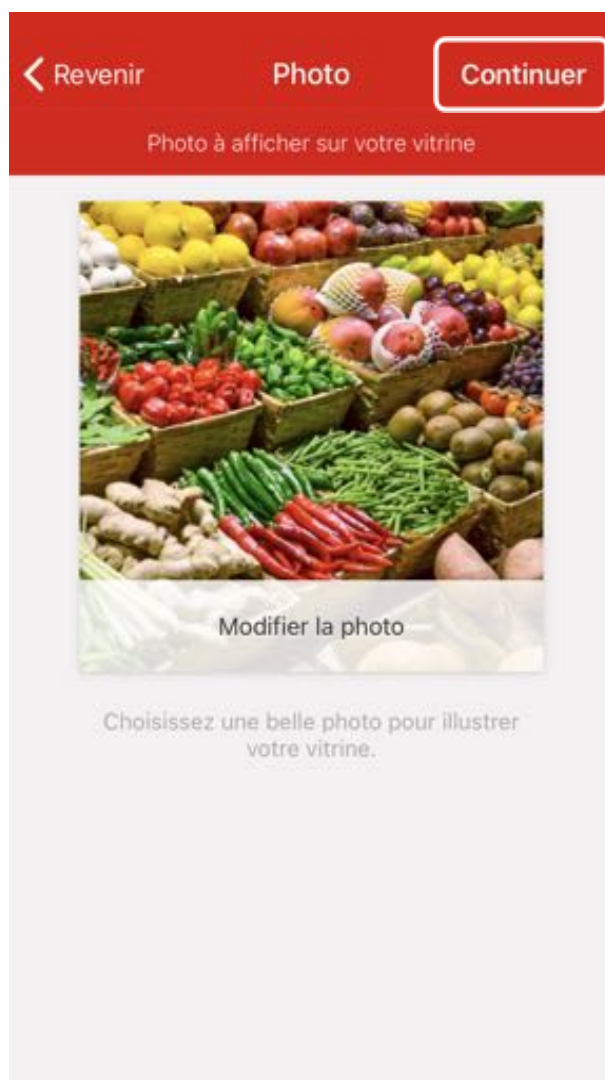 Revenir
Photo
Continuer
Photo à afficher sur votre vitrine
Modifier la photo
Choisissez une belle photo pour illustrer
votre vitrine.